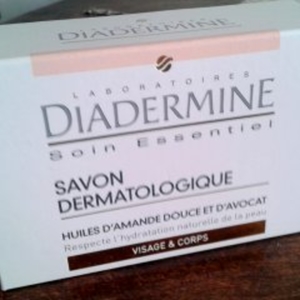 DIADERMINE
LABORATOIRES
DIADERMINE
Soin Essentiel
SAVON
DERMATOLOGIQUE
HUILES D'AMANDE DOUCE ET D'AVOCAT
Respecte l'hydratation naturelle de la peau
VISAGE & CORPS